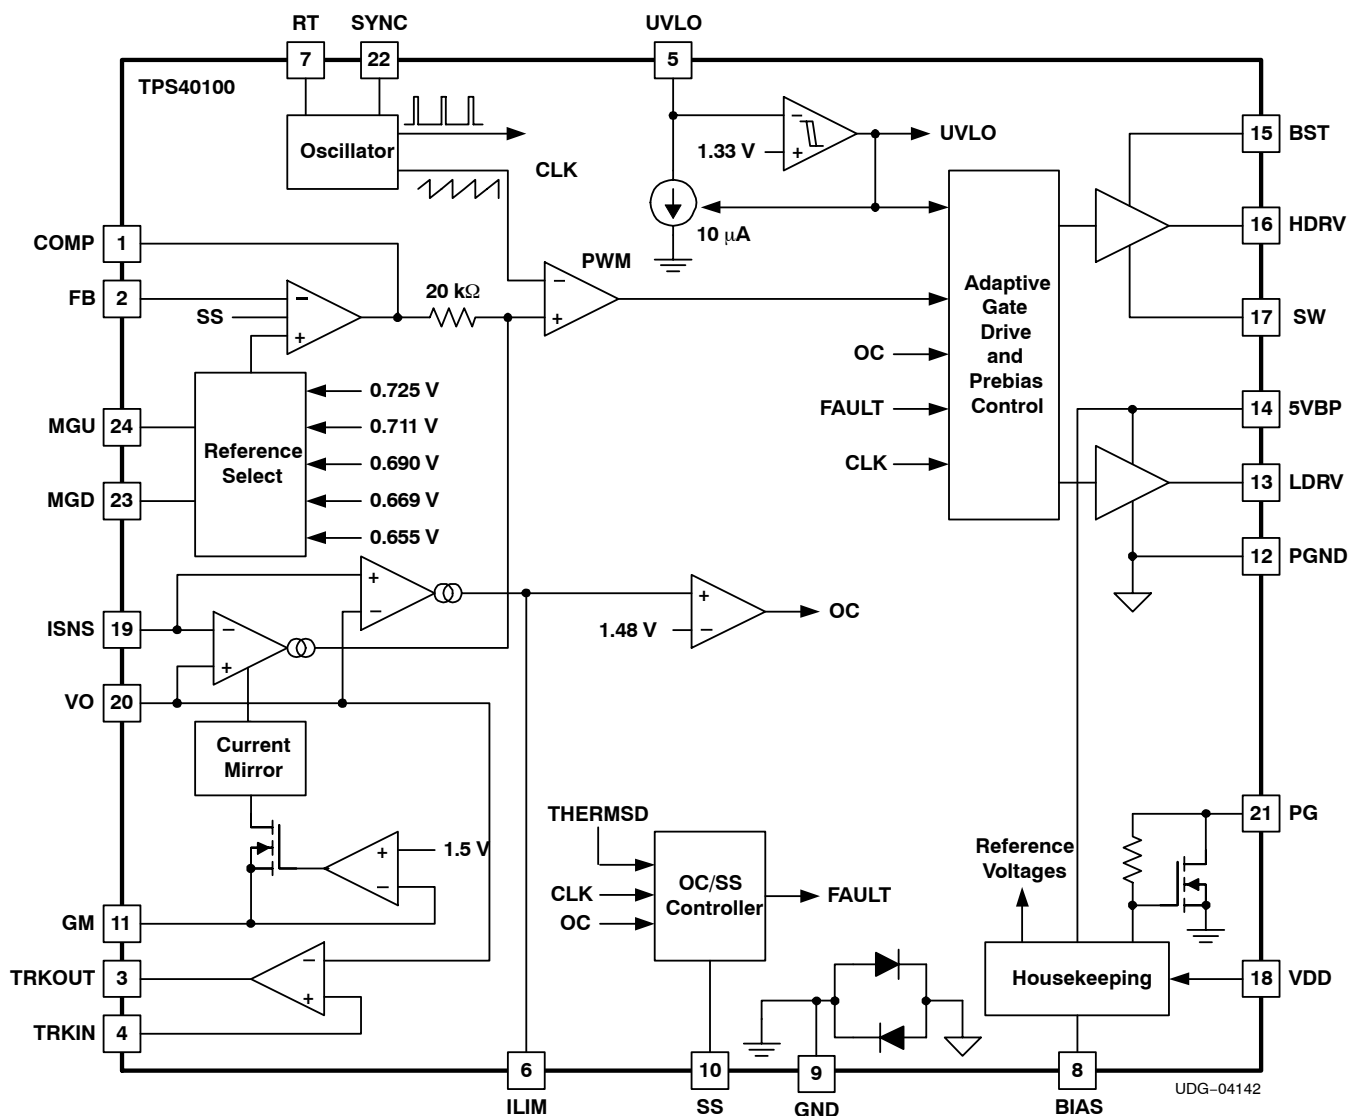 RT
SYNC
UVLO
7
22
5
TPS40100
Oscillator
CLK
−
1.33 V
+
UVLO
10 μA
15
BST
16
HDRV
SW
17
COMP
1
FB
2
SS
−
+
20 kΩ
PWM
−
+
Adaptive
Gate
Drive
and
Prebias
Control
OC
FAULT
CLK
MGU
24
MGD
23
Reference
Select
0.725 V
0.711 V
0.690 V
0.669 V
0.655 V
14
5VBP
13
LDRV
12
PGND
ISNS
19
VO
20
+
−
−
+
1.48 V
+
−
OC
Current
Mirror
1.5 V
+
−
GM
11
TRKOUT
3
TRKIN
4
−
+
THERMSD
CLK
OC
OC/SS
Controller
FAULT
Reference
Voltages
21
PG
Housekeeping
18
VDD
6
10
9
8
ILIM
SS
GND
BIAS
UDG−04142